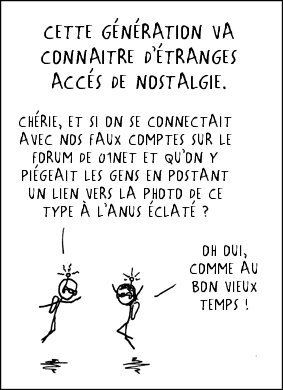 CETTE GÉNÉRATION VA
CONNAITRE D'ÉTRANGES
ACCÉS DE NOSTALGIE.
CHÉRIE, ET SI ON SE CONNECTAIT
AVEC NOS FAUX COMPTES SUR LE
FORUM DE 01NET ET QU'ON Y
PIÉGEAIT LES GENS EN POSTANT
UN LIEN VERS LA PHOTO DE CE
TYPE À L'ANUS ÉCLATÉ ?
OH OUI,
COMME AU
BON VIEUX
TEMPS !